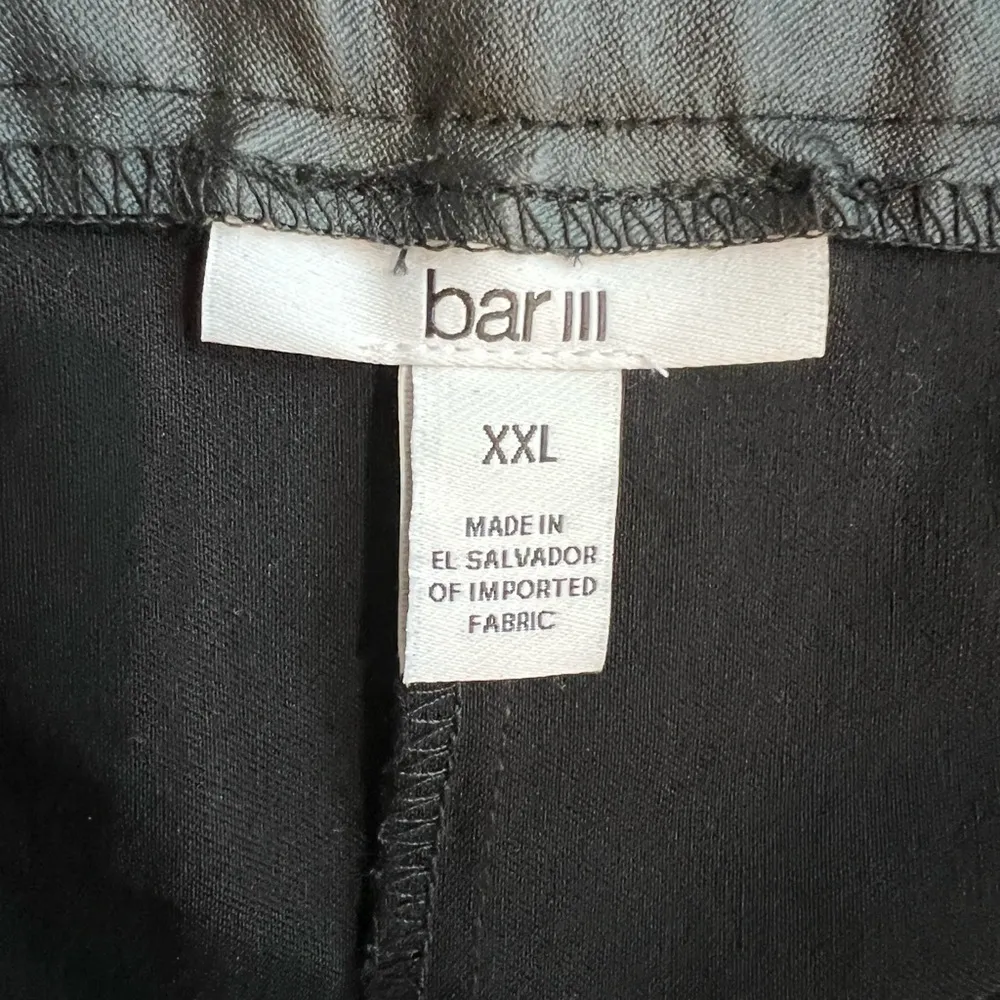 bar III
XXL
MADE IN
EL SALVADOR
OF IMPORTED
FABRIC